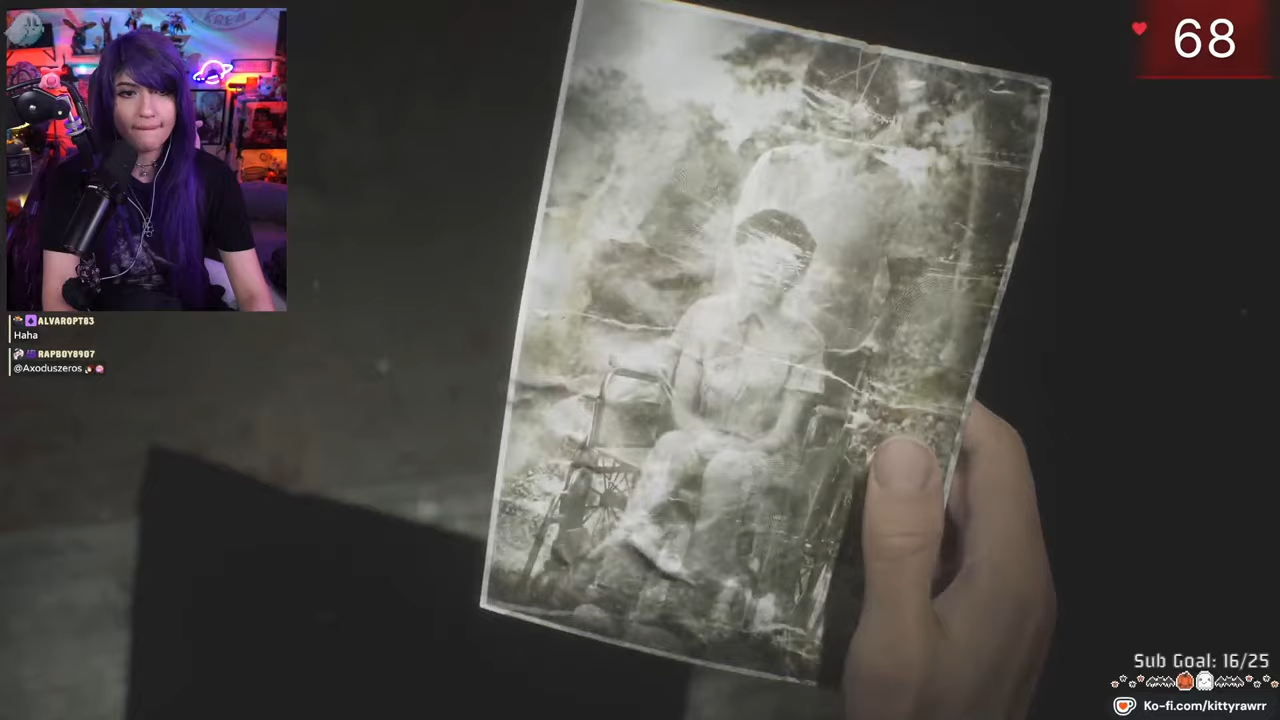 68
ALVAROPT83
Haha
RAPBOY8907
@Axoduszeros
Sub Goal: 16/25
Ko-fi.com/kittyrawrr